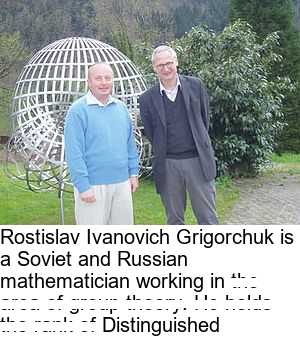 Rostislav Ivanovich Grigorchuk is
a Soviet and Russian
mathematician working in the
area of group theory. He holds
the rank of Distinguished